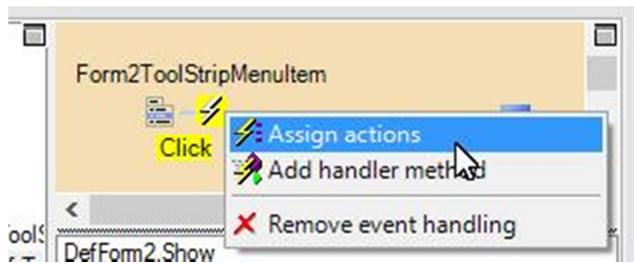 Form2ToolStripMenuItem
Click
Assign actions
Add handler method
Remove event handling
DefForm2.Show